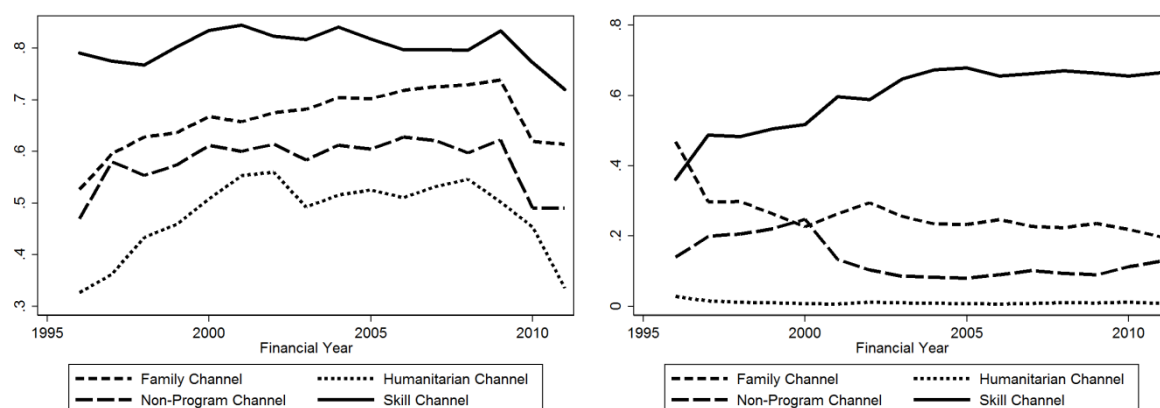 .8
.7
.6
.5
.4
.3
1995 2000 2005 2010
Financial Year
Family Channel Humanitarian Channel
Non-Program Channel Skill Channel
.8
.6
.4
.2
0
1995 2000 2005 2010
Financial Year
Family Channel Humanitarian Channel
Non-Program Channel Skill Channel